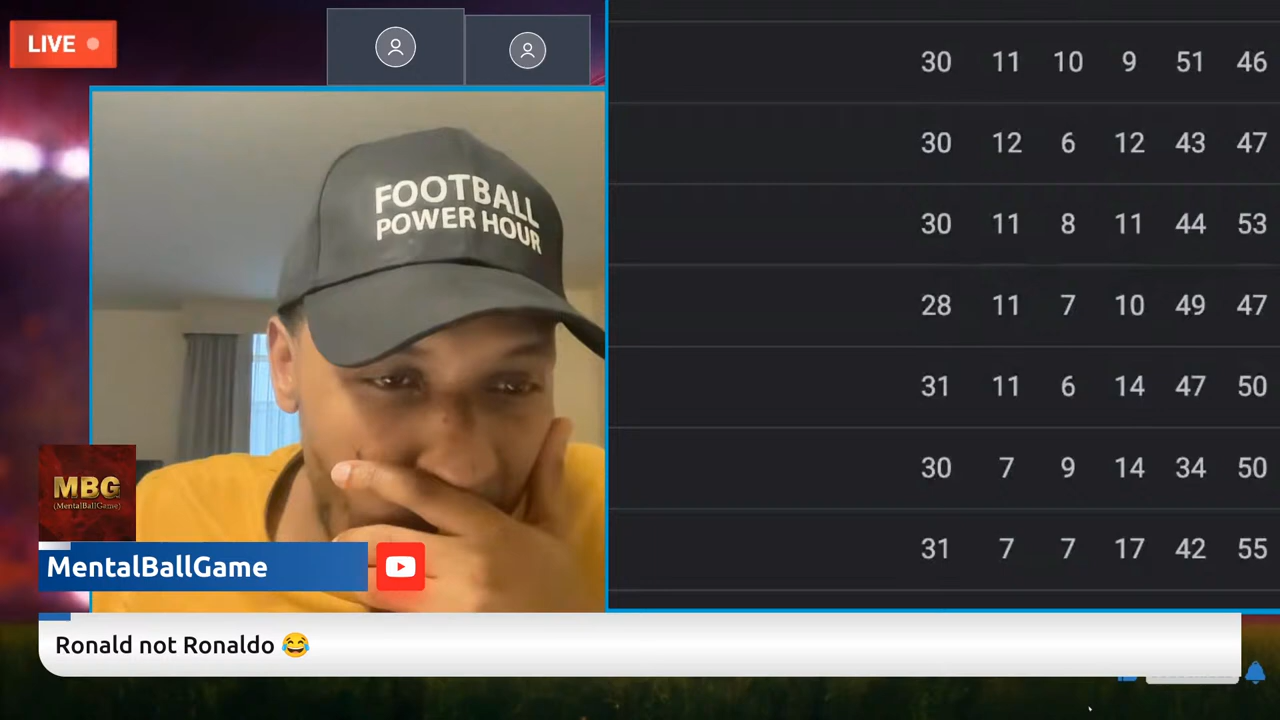 LIVE
FOOTBALL
POWER HOUR
30 11 10 9 51 46
30 12 6 12 43 47
30 11 8 11 44 53
28 11 7 10 49 47
31 11 6 14 47 50
30 7 9 14 34 50
31 7 7 17 42 55
MBG
(MentalBallGame)
MentalBallGame
Ronald not Ronaldo 😂